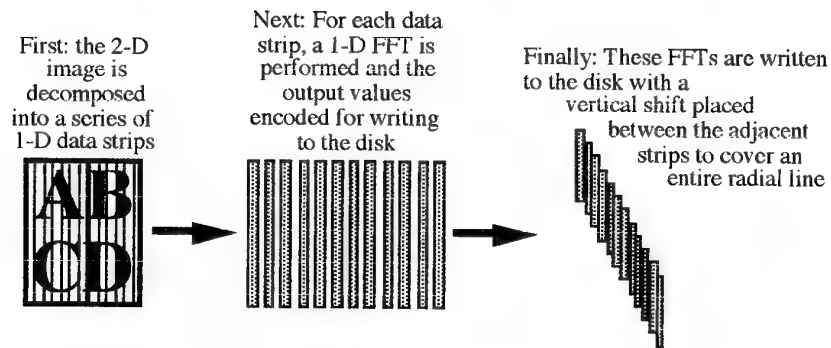 First: the 2-D
image is
decomposed
into a series of
1-D data strips
AB
CD
Next: For each data
strip, a 1-D FFT is
performed and the
output values
encoded for writing
to the disk
Finally: These FFTs are written
to the disk with a
vertical shift placed
between the adjacent
strips to cover an
entire radial line